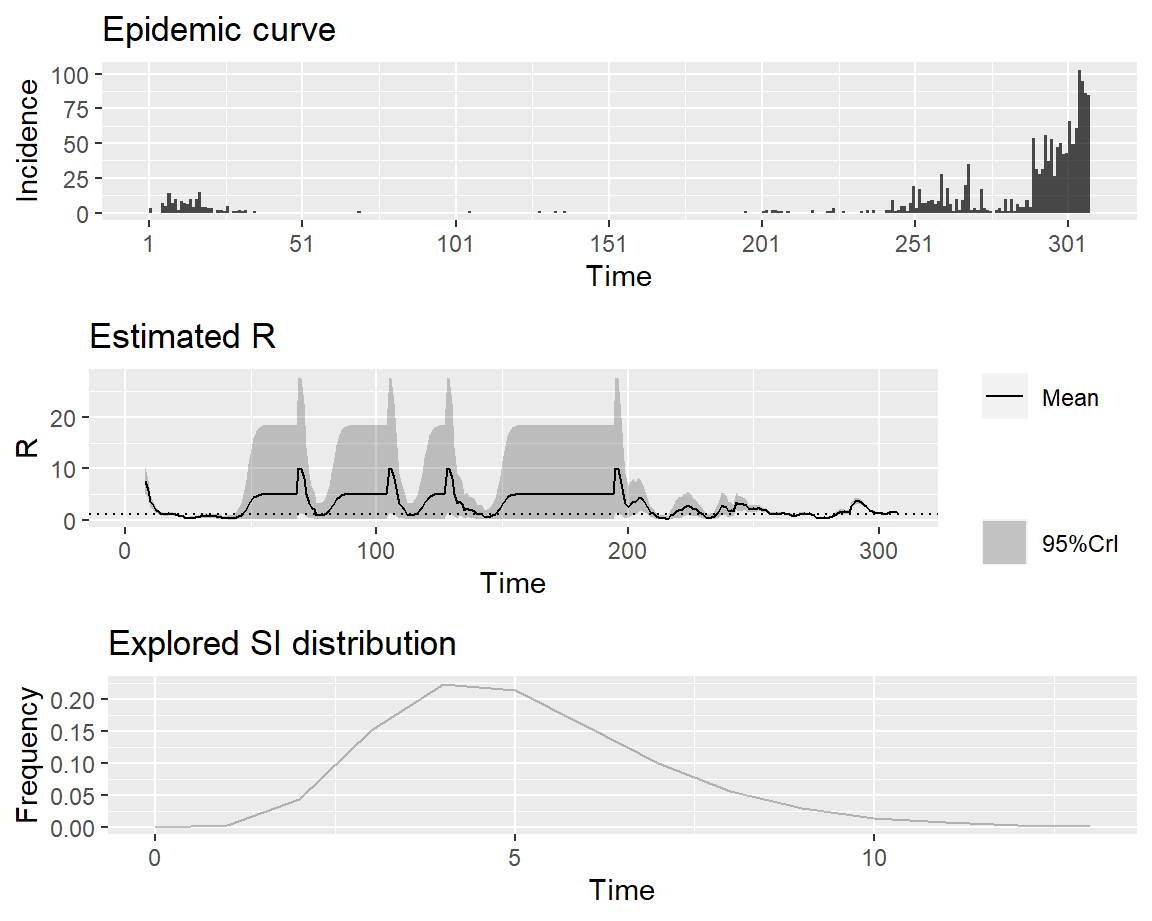 Epidemic curve
100
75
50
25
0
Incidence
1 51 101 151 201 251 301
Time
Estimated R
20
10
0
R
0 100 200 300
Time
Mean
95%CrI
Explored SI distribution
0.20
0.15
0.10
0.05
0.00
Frequency
0 5 10
Time